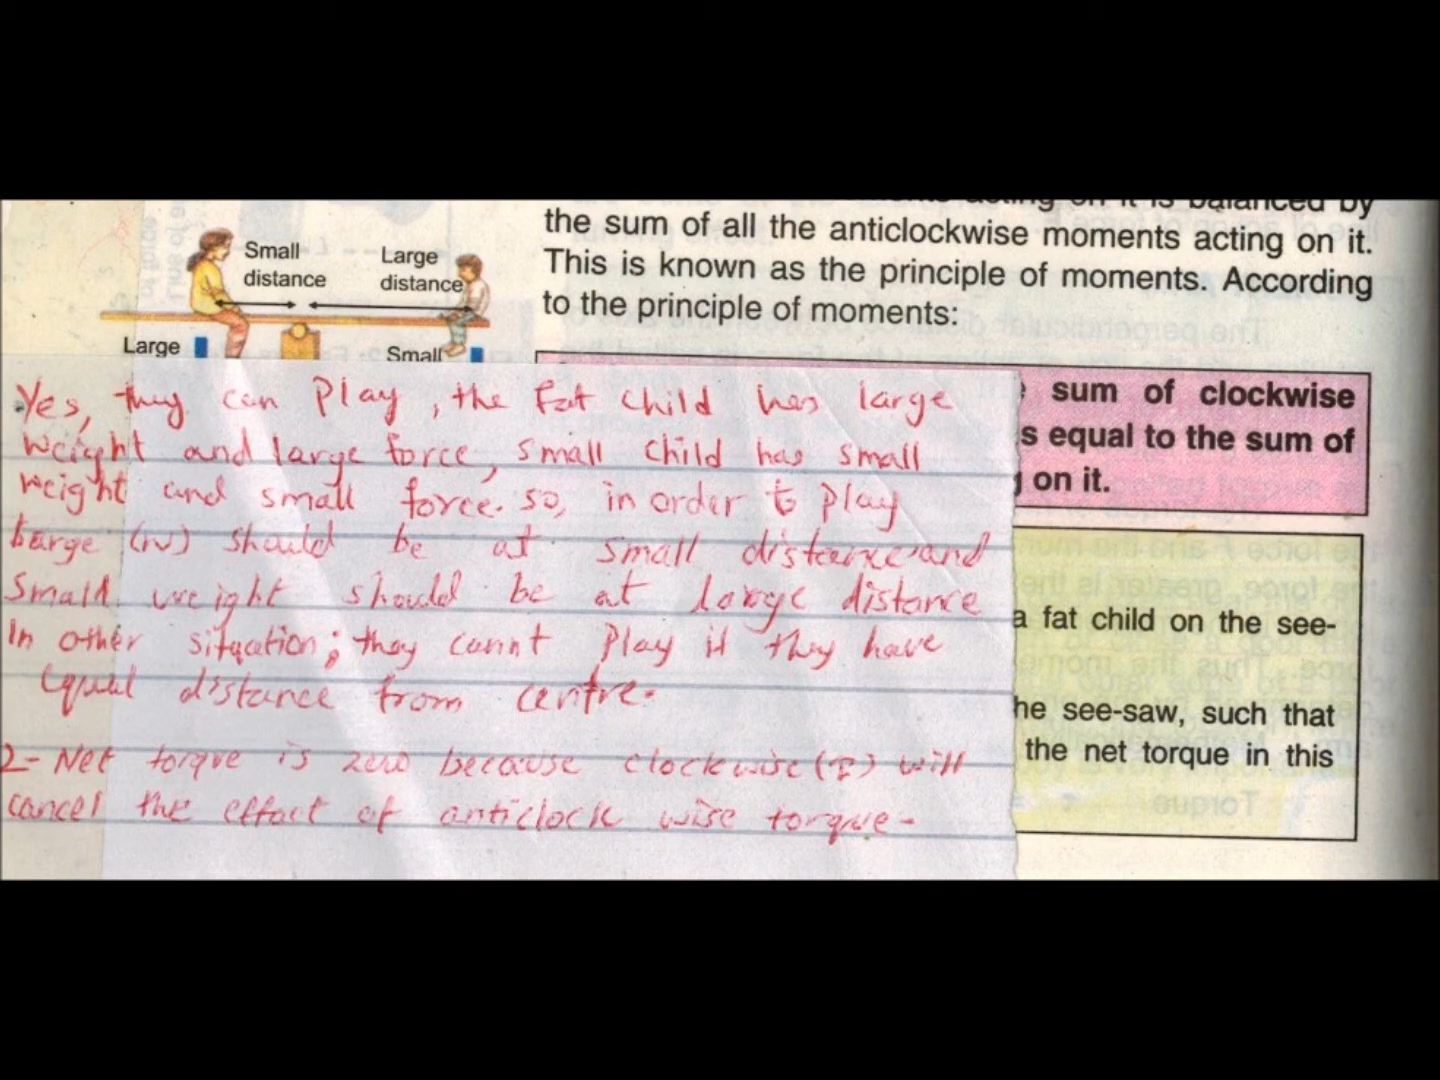 the sum of all the anticlockwise moments acting on it.
This is known as the principle of moments. According
to the principle of moments:
Small
distance
Large
distance
Large
Small
sum of clockwise
s equal to the sum of
on it.
a fat child on the see-
he see-saw, such that
the net torque in this
Yes, they can Play, the Fat child has large
weight and large force, small child has small
weight and small force. so, in order to play
Large (w) should be at small distance and
Small weight should be at large distance
In other situation; they cannt Play if they have
equal distance from centre.
2- Net torque is zero because clockwise (τ) will
cancel the effect of anticlock wise torque-